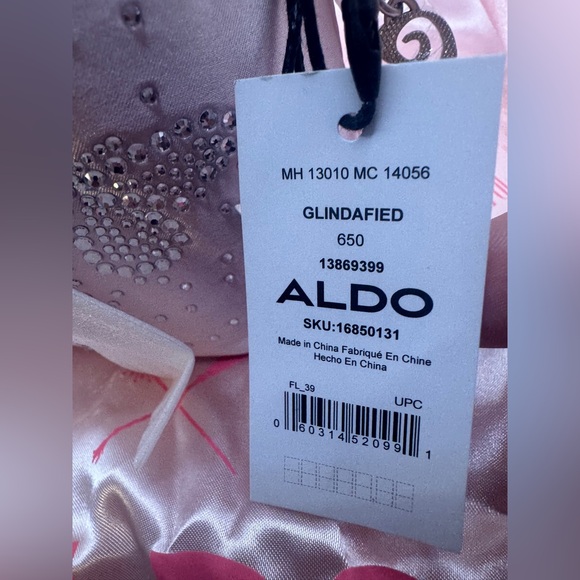 MH 13010 MC 14056
GLINDAFIED
650
13869399
ALDO
SKU:16850131
Made in China Fabriqué En Chine
Hecho En China
FL_39
UPC
0 60314 52099 1